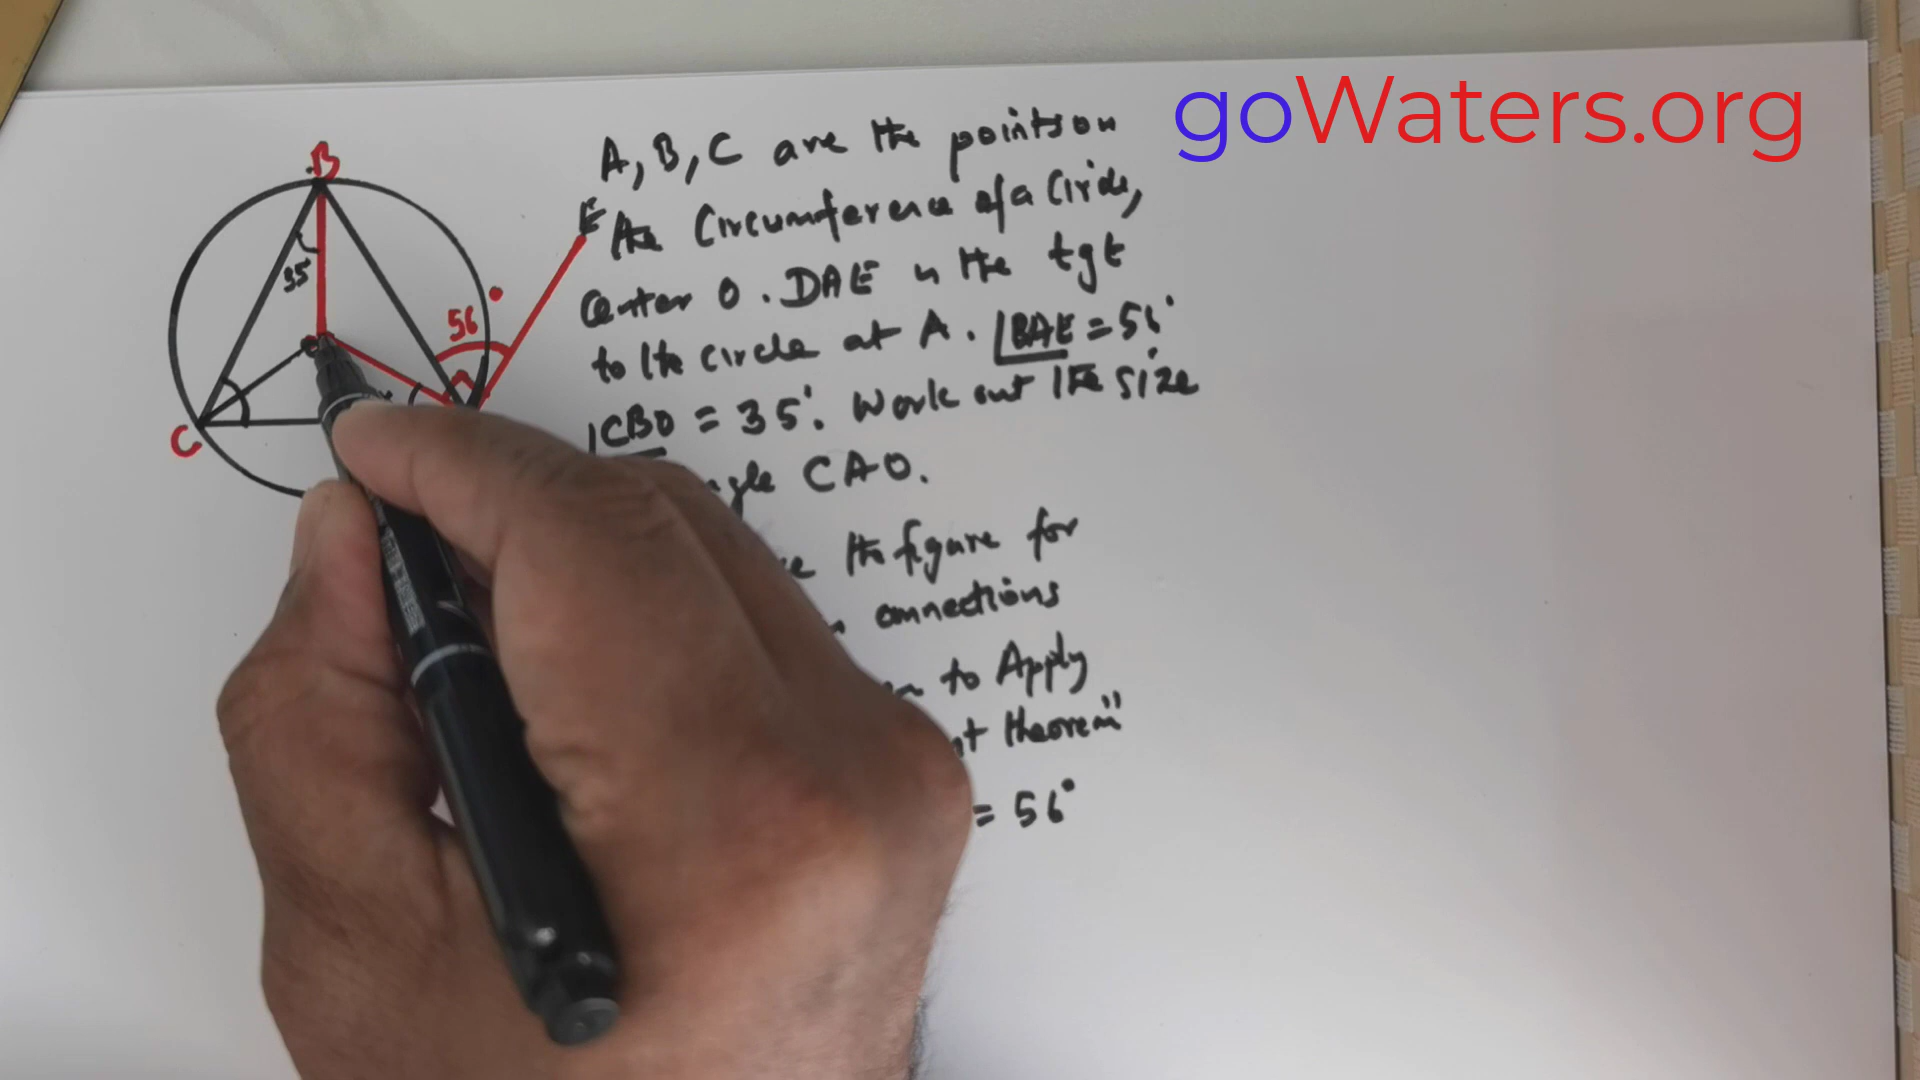 goWaters.org
B
E
35°
56°
C
A, B, C are the points on
the Circumference of a Circle,
Center O. DAE is the tgt
to the circle at A. ∠BAE = 56°
∠CBO = 35°. Work out the size
CAO.
the figure for
connections
to Apply
theorem"
= 56°